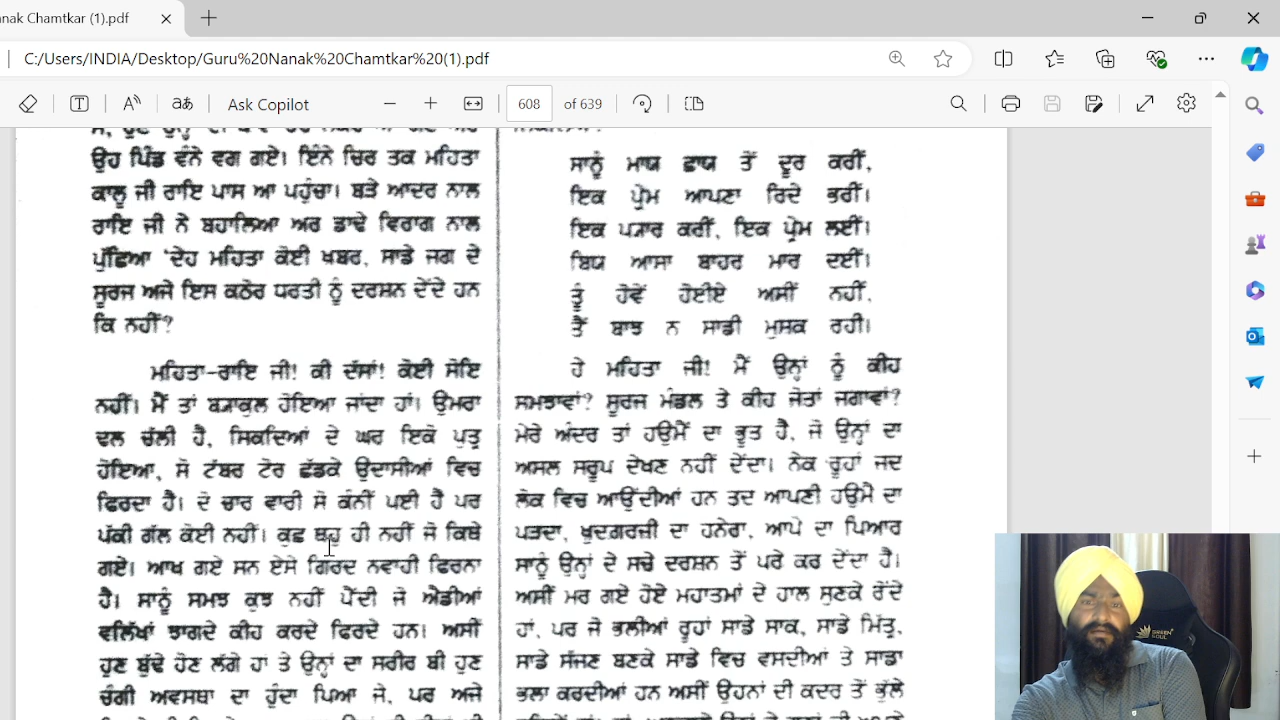 nak Chamtkar (1).pdf
C:/Users/INDIA/Desktop/Guru%20Nanak%20Chamtkar%20(1).pdf
Ask Copilot
608 of 639
ਉਹ ਪਿੰਡ ਵੰਨੇ ਵਗ ਗਏ। ਇੰਨੇ ਚਿਰ ਤਕ ਮਹਿਤਾ
ਕਾਲੂ ਜੀ ਰਾਇ ਪਾਸ ਆ ਪਹੁੰਚਾ। ਬੜੇ ਆਦਰ ਨਾਲ
ਰਾਇ ਜੀ ਨੇ ਬਹਾਲਿਆ ਅਰ ਡਾਢੇ ਵਿਰਾਗ ਨਾਲ
ਪੁੱਛਿਆ 'ਦੇਹ ਮਹਿਤਾ ਕੋਈ ਖਬਰ, ਸਾਡੇ ਜਗ ਦੇ
ਸੂਰਜ ਅਜੇ ਇਸ ਕਠੋਰ ਧਰਤੀ ਨੂੰ ਦਰਸ਼ਨ ਦੇਂਦੇ ਹਨ
ਕਿ ਨਹੀਂ?
ਮਹਿਤਾ-ਰਾਇ ਜੀ! ਕੀ ਦੱਸਾਂ! ਕੋਈ ਸੋਇ
ਨਹੀਂ। ਮੈਂ ਤਾਂ ਬ੍ਯਾਕੁਲ ਹੋਇਆ ਜਾਂਦਾ ਹਾਂ। ਉਮਰਾ
ਢਲ ਚੱਲੀ ਹੈ, ਸਿਕਦਿਆਂ ਦੇ ਘਰ ਇਕੋ ਪੁਤ੍ਰ
ਹੋਇਆ, ਸੋ ਟੱਬਰ ਟੋਰ ਛੱਡਕੇ ਉਦਾਸੀਆਂ ਵਿਚ
ਫਿਰਦਾ ਹੈ। ਦੋ ਚਾਰ ਵਾਰੀ ਸੋ ਕੰਨੀਂ ਪਈ ਹੈ ਪਰ
ਪੱਕੀ ਗੱਲ ਕੋਈ ਨਹੀਂ। ਕੁਛ ਬਹੁ ਹੀ ਨਹੀਂ ਜੋ ਕਿਥੇ
ਗਏ। ਆਖ ਗਏ ਸਨ ਏਸੇ ਗਿਰਦ ਨਵਾਹੀ ਫਿਰਨਾ
ਹੈ। ਸਾਨੂੰ ਸਮਝ ਕੁਝ ਨਹੀਂ ਪੈਂਦੀ ਜੋ ਐਡੀਆਂ
ਵਲਿੱਖਾਂ ਝਾਗਦੇ ਕੀਹ ਕਰਦੇ ਫਿਰਦੇ ਹਨ। ਅਸੀਂ
ਹੁਣ ਬੁੱਢੇ ਹੋਣ ਲੱਗੇ ਹਾਂ ਤੇ ਉਨ੍ਹਾਂ ਦਾ ਸਰੀਰ ਬੀ ਹੁਣ
ਚੰਗੀ ਅਵਸਥਾ ਦਾ ਹੁੰਦਾ ਪਿਆ ਜੇ, ਪਰ ਅਜੇ
ਸਾਨੂੰ ਮਾਯ ਛਾਯ ਤੋਂ ਦੂਰ ਕਰੀਂ,
ਇਕ ਪ੍ਰੇਮ ਆਪਣਾ ਰਿਦੇ ਭਰੀਂ।
ਇਕ ਪ੍ਯਾਰ ਕਰੀਂ, ਇਕ ਪ੍ਰੇਮ ਲਈਂ।
ਬਿਯ ਆਸਾ ਬਾਹਰ ਮਾਰ ਦਈਂ।
ਤੂੰ ਹੋਵੇਂ ਹੋਈਏ ਅਸੀਂ ਨਹੀਂ,
ਤੈਂ ਬਾਝ ਨ ਸਾਡੀ ਮੁਸਕ ਰਹੀ।
ਹੇ ਮਹਿਤਾ ਜੀ! ਮੈਂ ਉਨ੍ਹਾਂ ਨੂੰ ਕੀਹ
ਸਮਝਾਵਾਂ? ਸੂਰਜ ਮੰਡਲ ਤੇ ਕੀਹ ਜੋਤਾਂ ਜਗਾਵਾਂ?
ਮੇਰੇ ਅੰਦਰ ਤਾਂ ਹਉਮੈਂ ਦਾ ਭੂਤ ਹੈ, ਜੋ ਉਨ੍ਹਾਂ ਦਾ
ਅਸਲ ਸਰੂਪ ਦੇਖਣ ਨਹੀਂ ਦੇਂਦਾ। ਨੇਕ ਰੂਹਾਂ ਜਦ
ਲੋਕ ਵਿਚ ਆਉਂਦੀਆਂ ਹਨ ਤਦ ਆਪਣੀ ਹਉਮੈ ਦਾ
ਪੜਦਾ, ਖੁਦਗਰਜੀ ਦਾ ਹਨੇਰਾ, ਆਪੇ ਦਾ ਪਿਆਰ
ਸਾਨੂੰ ਉਨ੍ਹਾਂ ਦੇ ਸਚੇ ਦਰਸ਼ਨ ਤੋਂ ਪਰੇ ਕਰ ਦੇਂਦਾ ਹੈ।
ਅਸੀਂ ਮਰ ਗਏ ਹੋਏ ਮਹਾਤਮਾਂ ਦੇ ਹਾਲ ਸੁਣਕੇ ਰੋਂਦੇ
ਹਾਂ, ਪਰ ਜੋ ਭਲੀਆਂ ਰੂਹਾਂ ਸਾਡੇ ਸਾਕ, ਸਾਡੇ ਮਿੱਤ੍ਰ,
ਸਾਡੇ ਸੱਜਣ ਬਣਕੇ ਸਾਡੇ ਵਿਚ ਵਸਦੀਆਂ ਤੇ ਸਾਡਾ
ਭਲਾ ਕਰਦੀਆਂ ਹਨ ਅਸੀਂ ਉਹਨਾਂ ਦੀ ਕਦਰ ਤੋਂ ਭੁੱਲੇ